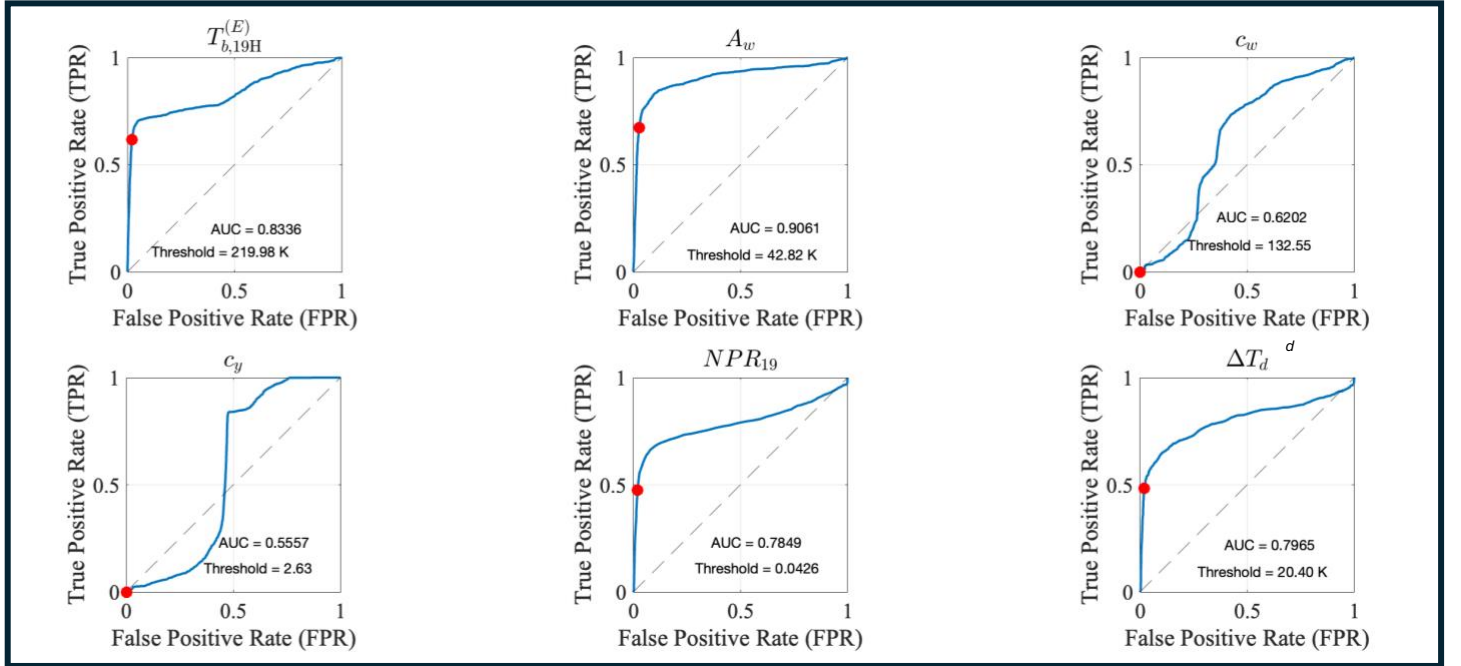 T_{b,19H}^{(E)}
True Positive Rate (TPR)
1
0.5
0
AUC = 0.8336
Threshold = 219.98 K
0 0.5 1
False Positive Rate (FPR)
A_w
True Positive Rate (TPR)
1
0.5
0
AUC = 0.9061
Threshold = 42.82 K
0 0.5 1
False Positive Rate (FPR)
c_w
True Positive Rate (TPR)
1
0.5
0
AUC = 0.6202
Threshold = 132.55
0 0.5 1
False Positive Rate (FPR)
c_y
True Positive Rate (TPR)
1
0.5
0
AUC = 0.5557
Threshold = 2.63
0 0.5 1
False Positive Rate (FPR)
NPR_{19}
True Positive Rate (TPR)
1
0.5
0
AUC = 0.7849
Threshold = 0.0426
0 0.5 1
False Positive Rate (FPR)
ΔT_d d
True Positive Rate (TPR)
1
0.5
0
AUC = 0.7965
Threshold = 20.40 K
0 0.5 1
False Positive Rate (FPR)